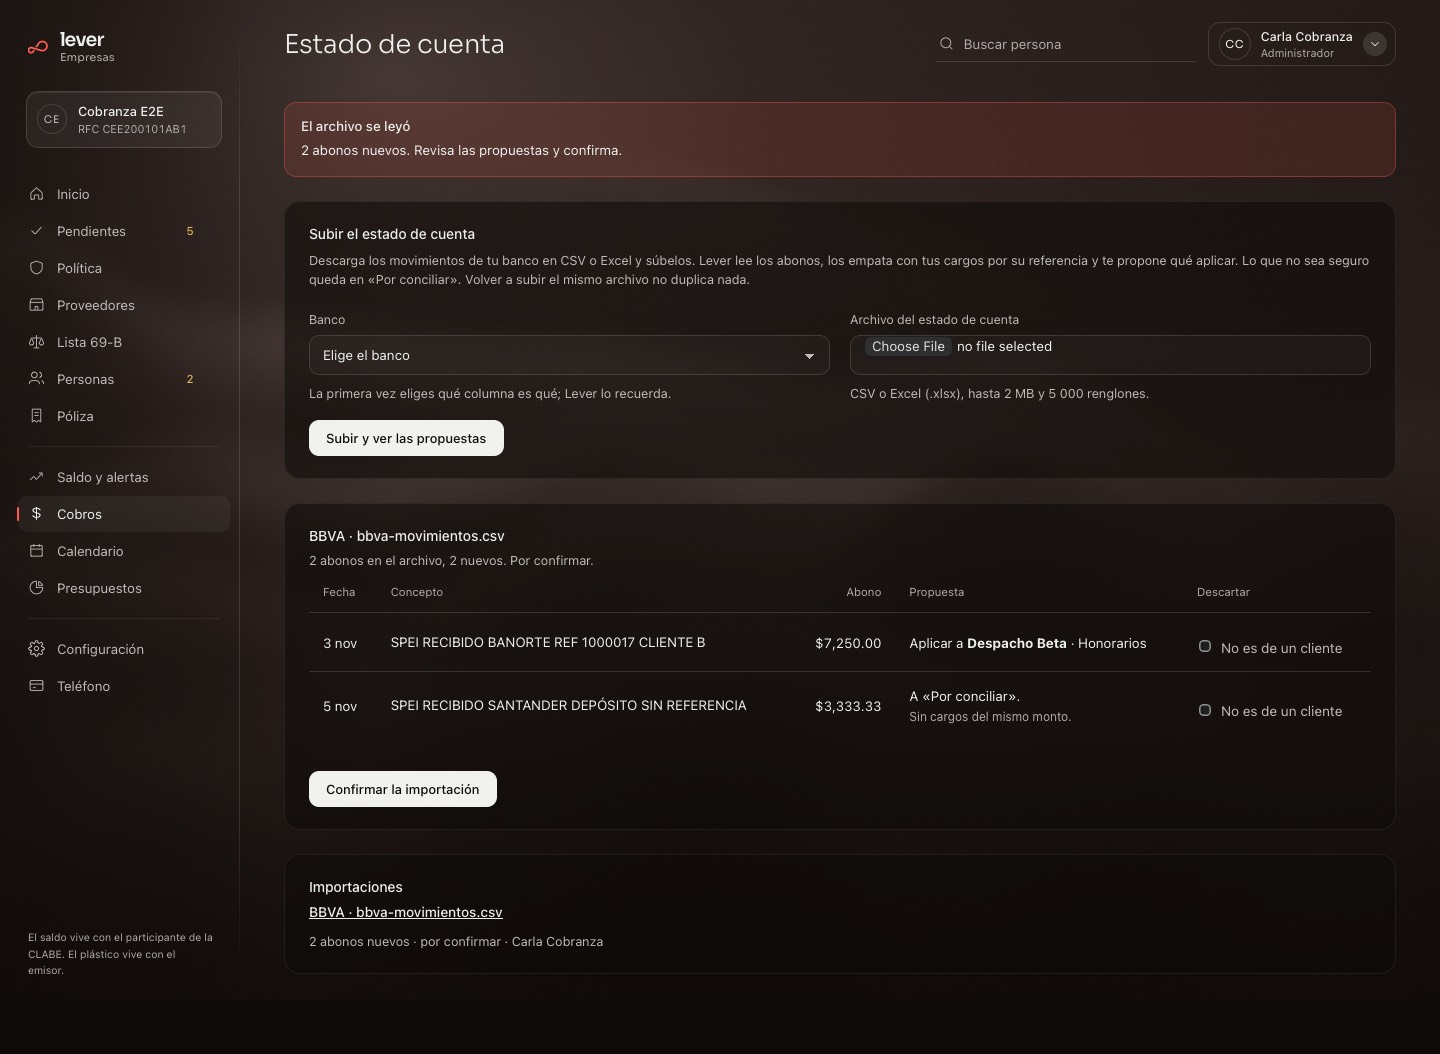 lever
Empresas
CE
Cobranza E2E
RFC CEE200101AB1
Inicio
Pendientes 5
Política
Proveedores
Lista 69-B
Personas 2
Póliza
Saldo y alertas
Cobros
Calendario
Presupuestos
Configuración
Teléfono
El saldo vive con el participante de la
CLABE. El plástico vive con el
emisor.
Estado de cuenta
Buscar persona
CC
Carla Cobranza
Administrador
El archivo se leyó
2 abonos nuevos. Revisa las propuestas y confirma.
Subir el estado de cuenta
Descarga los movimientos de tu banco en CSV o Excel y súbelos. Lever lee los abonos, los empata con tus cargos por su referencia y te propone qué aplicar. Lo que no sea seguro
queda en «Por conciliar». Volver a subir el mismo archivo no duplica nada.
Banco
Elige el banco
La primera vez eliges qué columna es qué; Lever lo recuerda.
Archivo del estado de cuenta
Choose File no file selected
CSV o Excel (.xlsx), hasta 2 MB y 5 000 renglones.
Subir y ver las propuestas
BBVA · bbva-movimientos.csv
2 abonos en el archivo, 2 nuevos. Por confirmar.
Fecha Concepto Abono Propuesta Descartar
3 nov SPEI RECIBIDO BANORTE REF 1000017 CLIENTE B $7,250.00 Aplicar a Despacho Beta · Honorarios No es de un cliente
5 nov SPEI RECIBIDO SANTANDER DEPÓSITO SIN REFERENCIA $3,333.33 A «Por conciliar». No es de un cliente
Sin cargos del mismo monto.
Confirmar la importación
Importaciones
BBVA · bbva-movimientos.csv
2 abonos nuevos · por confirmar · Carla Cobranza